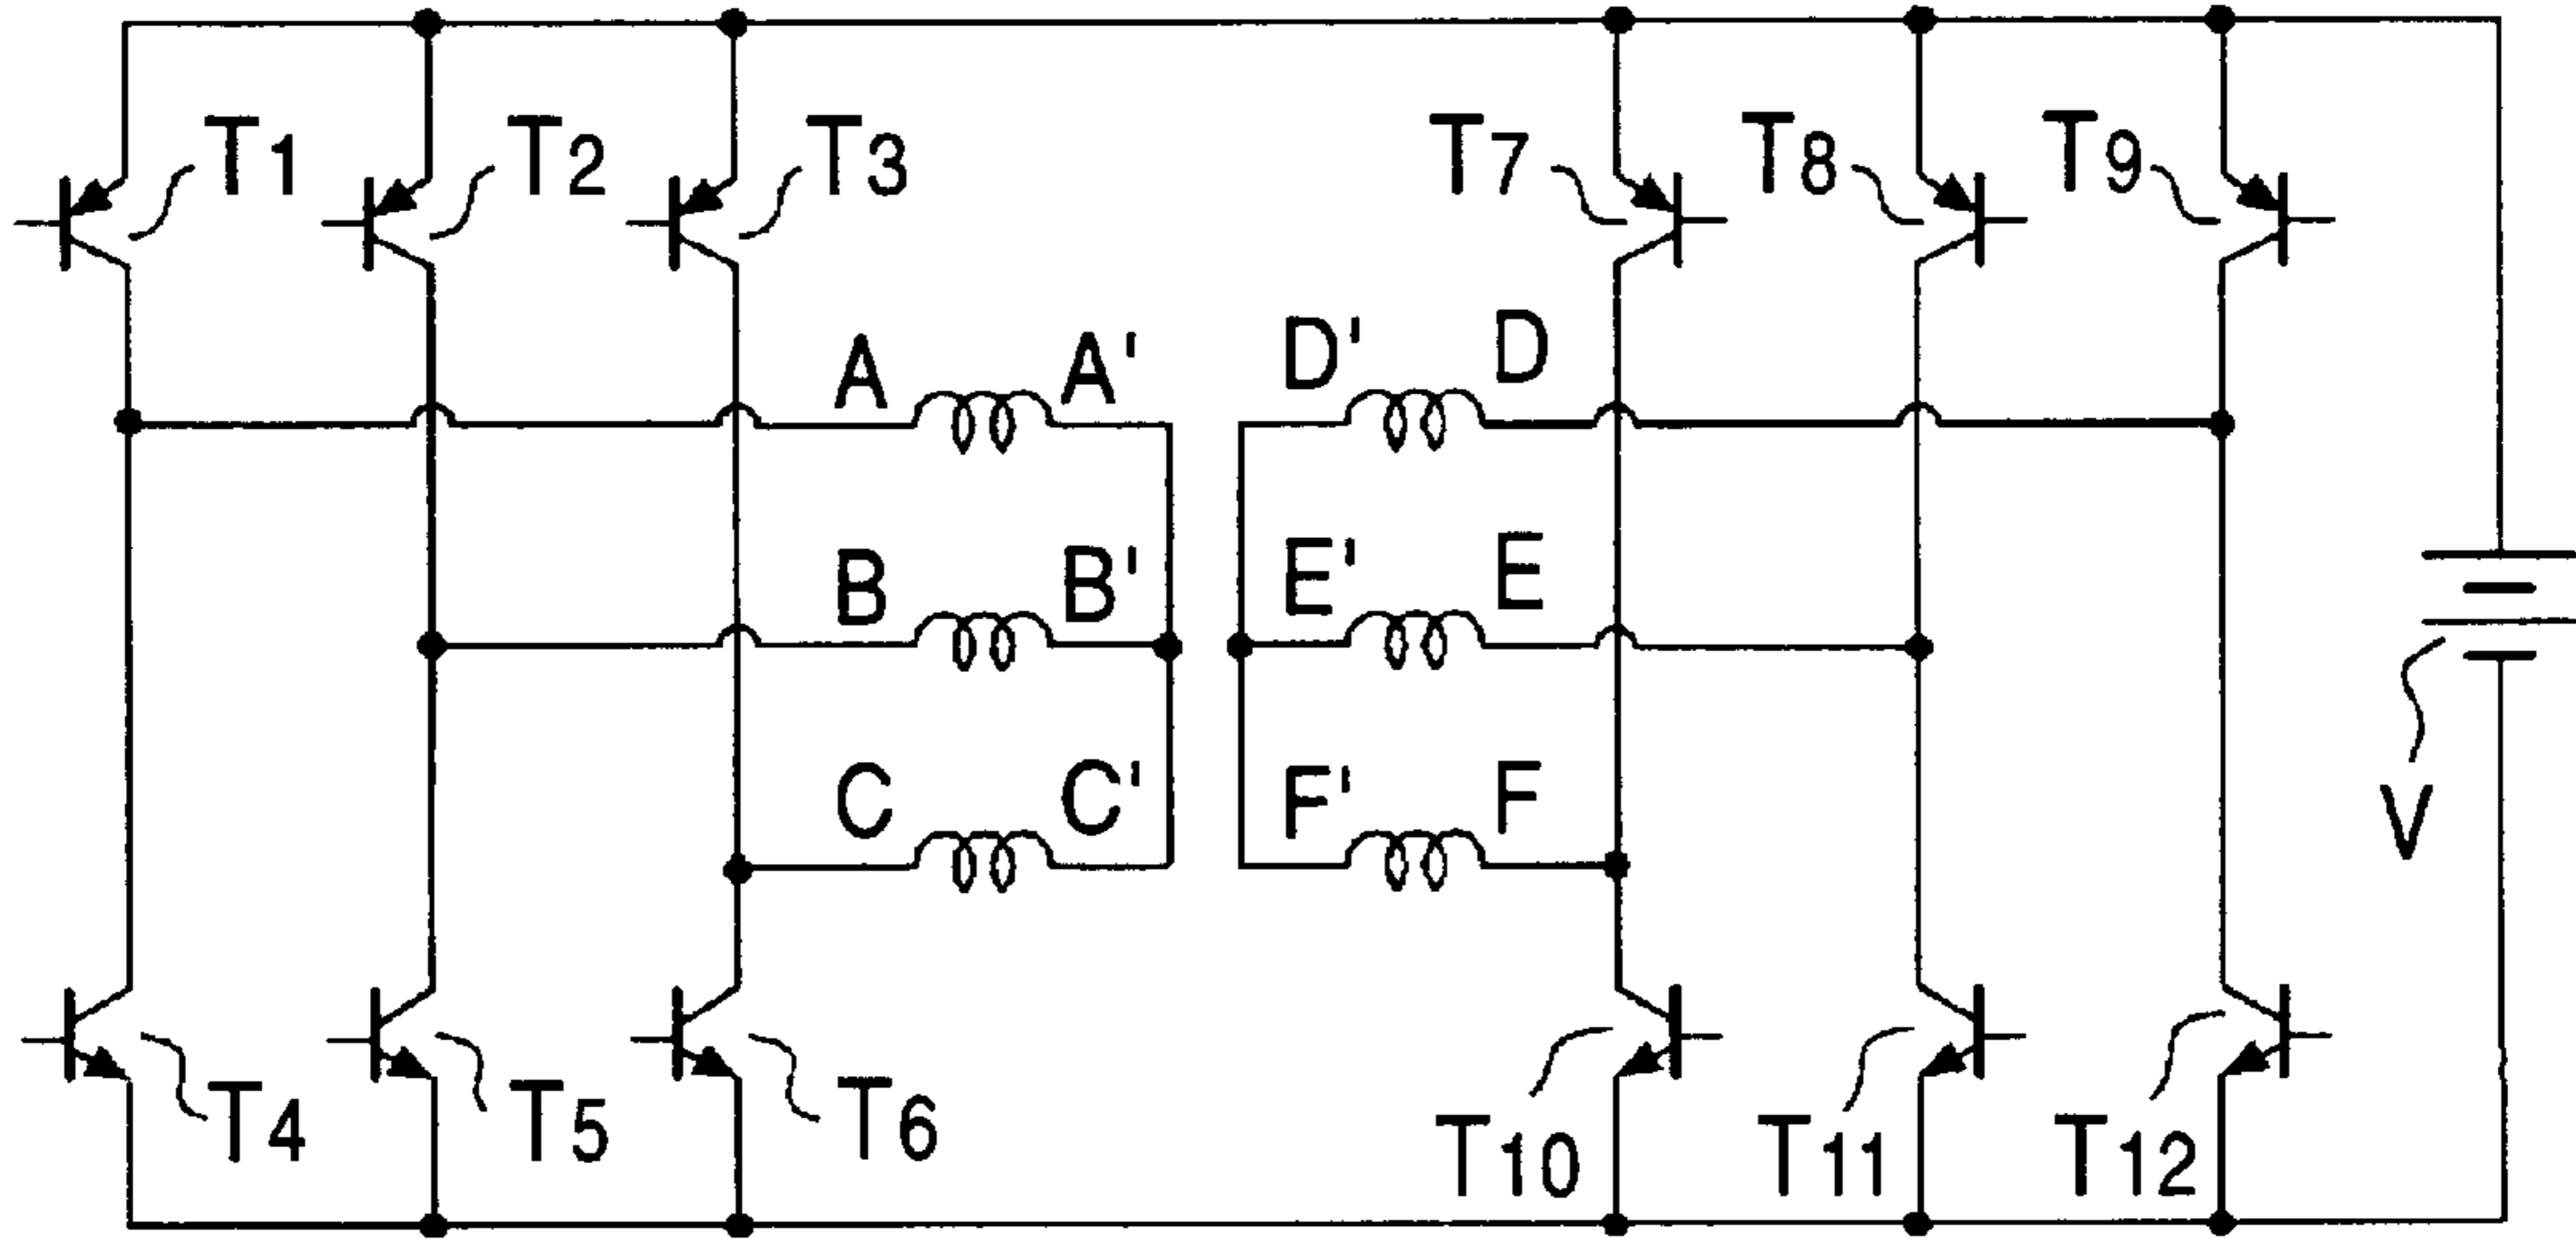 T1 T2 T3 T7 T8 T9
A A' D' D
B B' E' E
C C' F' F
V
T4 T5 T6 T10 T11 T12